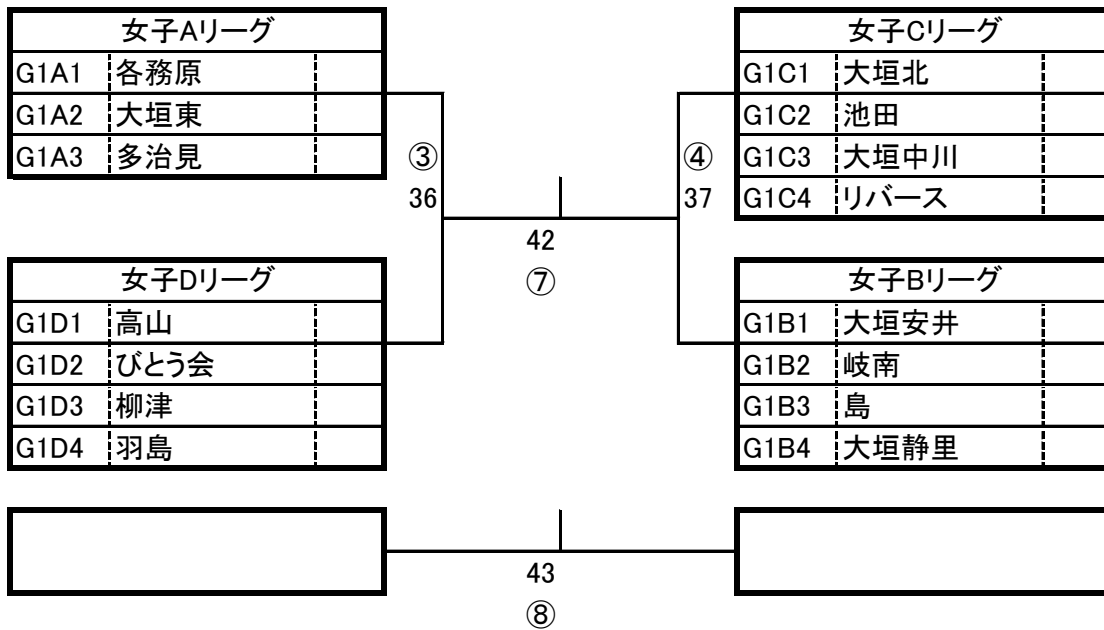 女子Aリーグ
G1A1 各務原
G1A2 大垣東
G1A3 多治見
③
36
女子Cリーグ
G1C1 大垣北
G1C2 池田
G1C3 大垣中川
G1C4 リバース
④
37
42
⑦
女子Dリーグ
G1D1 高山
G1D2 びとう会
G1D3 柳津
G1D4 羽島
女子Bリーグ
G1B1 大垣安井
G1B2 岐南
G1B3 島
G1B4 大垣静里
43
⑧